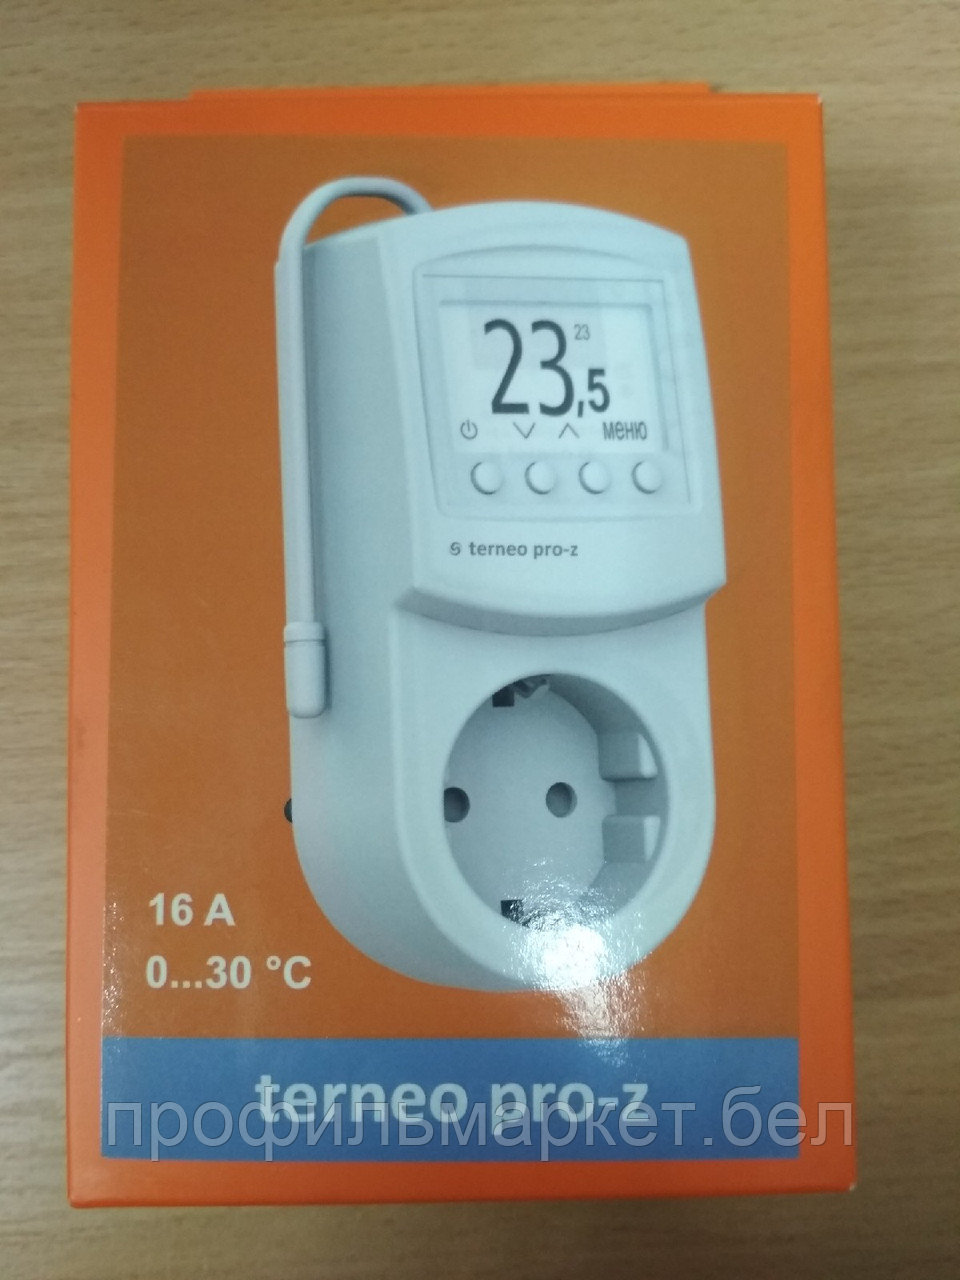 23
23,5
меню
terneo pro-z
16 A
0...30 °C
terneo pro-z
профильмаркет.бел